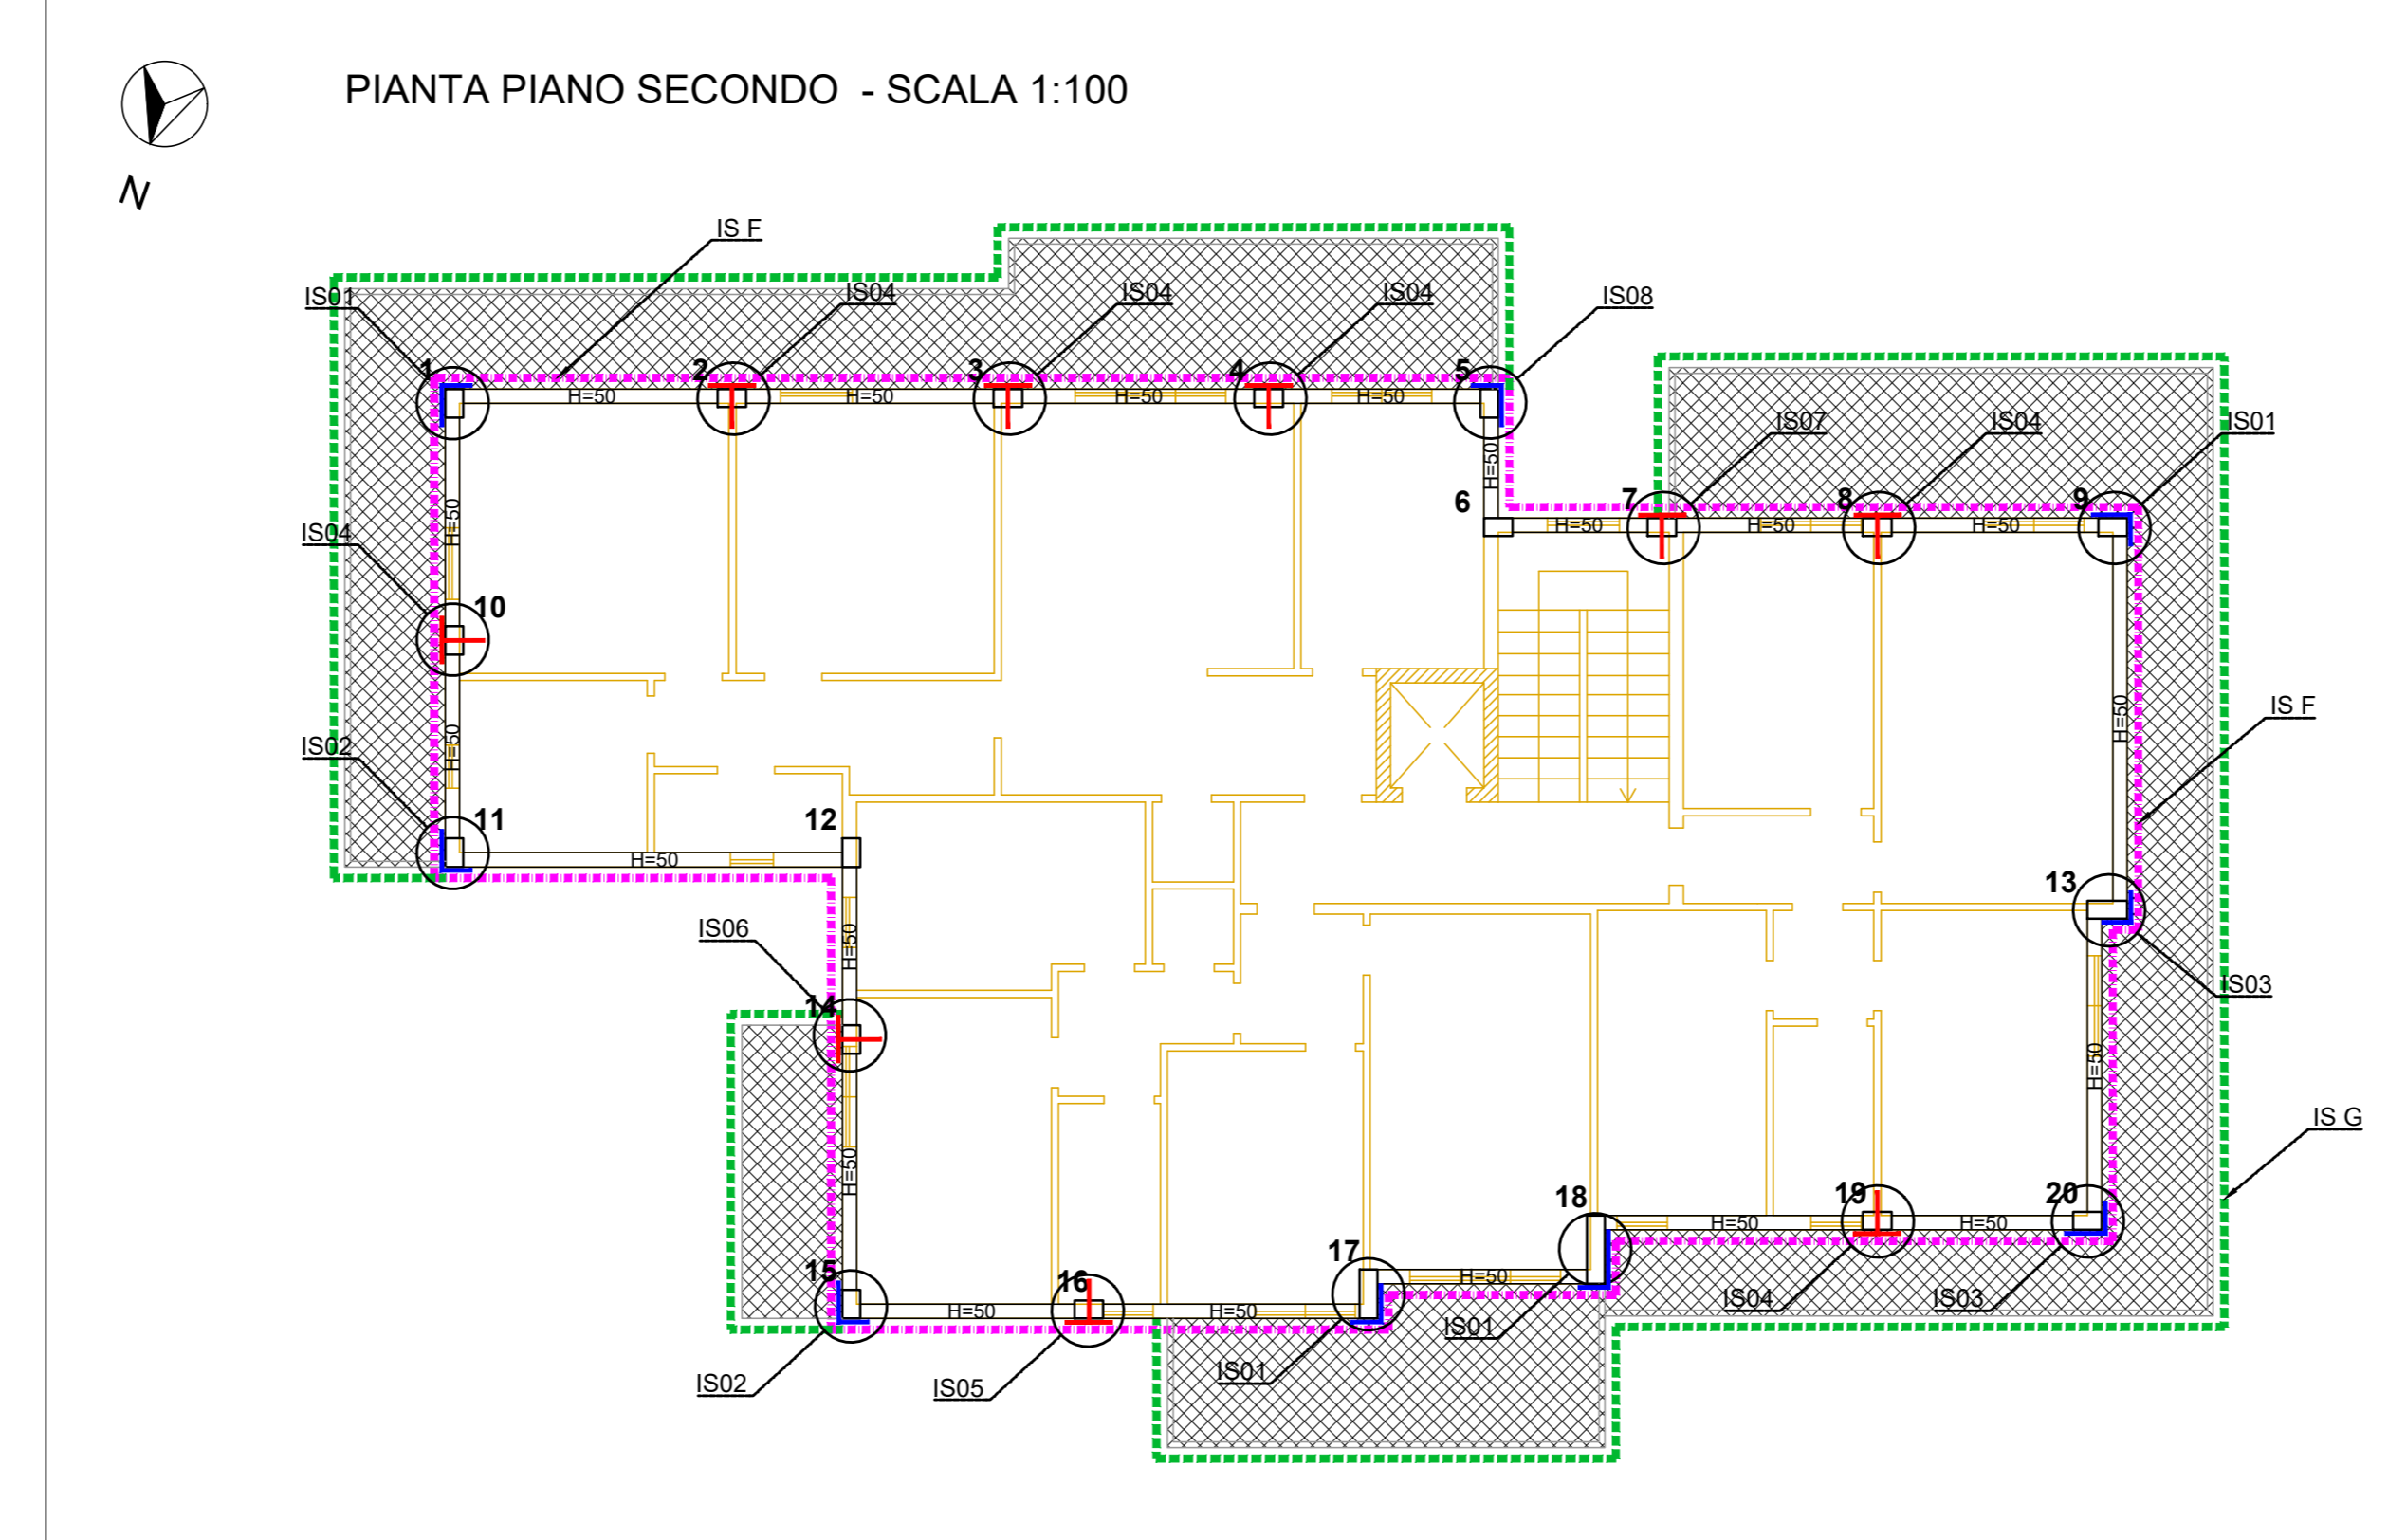 PIANTA PIANO SECONDO - SCALA 1:100
N
IS F
IS01
IS04
IS04
IS04
IS08
1
2
3
4
5
H=50
H=50
H=50
H=50
IS07
IS04
IS01
H=50
6
7
8
9
H=50
H=50
H=50
H=50
IS04
10
IS F
H=50
H=50
IS02
11
12
H=50
13
IS06
H=50
IS03
14
H=50
IS G
H=50
18
19
20
H=50
H=50
17
15
16
H=50
H=50
H=50
IS04
IS03
IS01
IS01
IS02
IS05